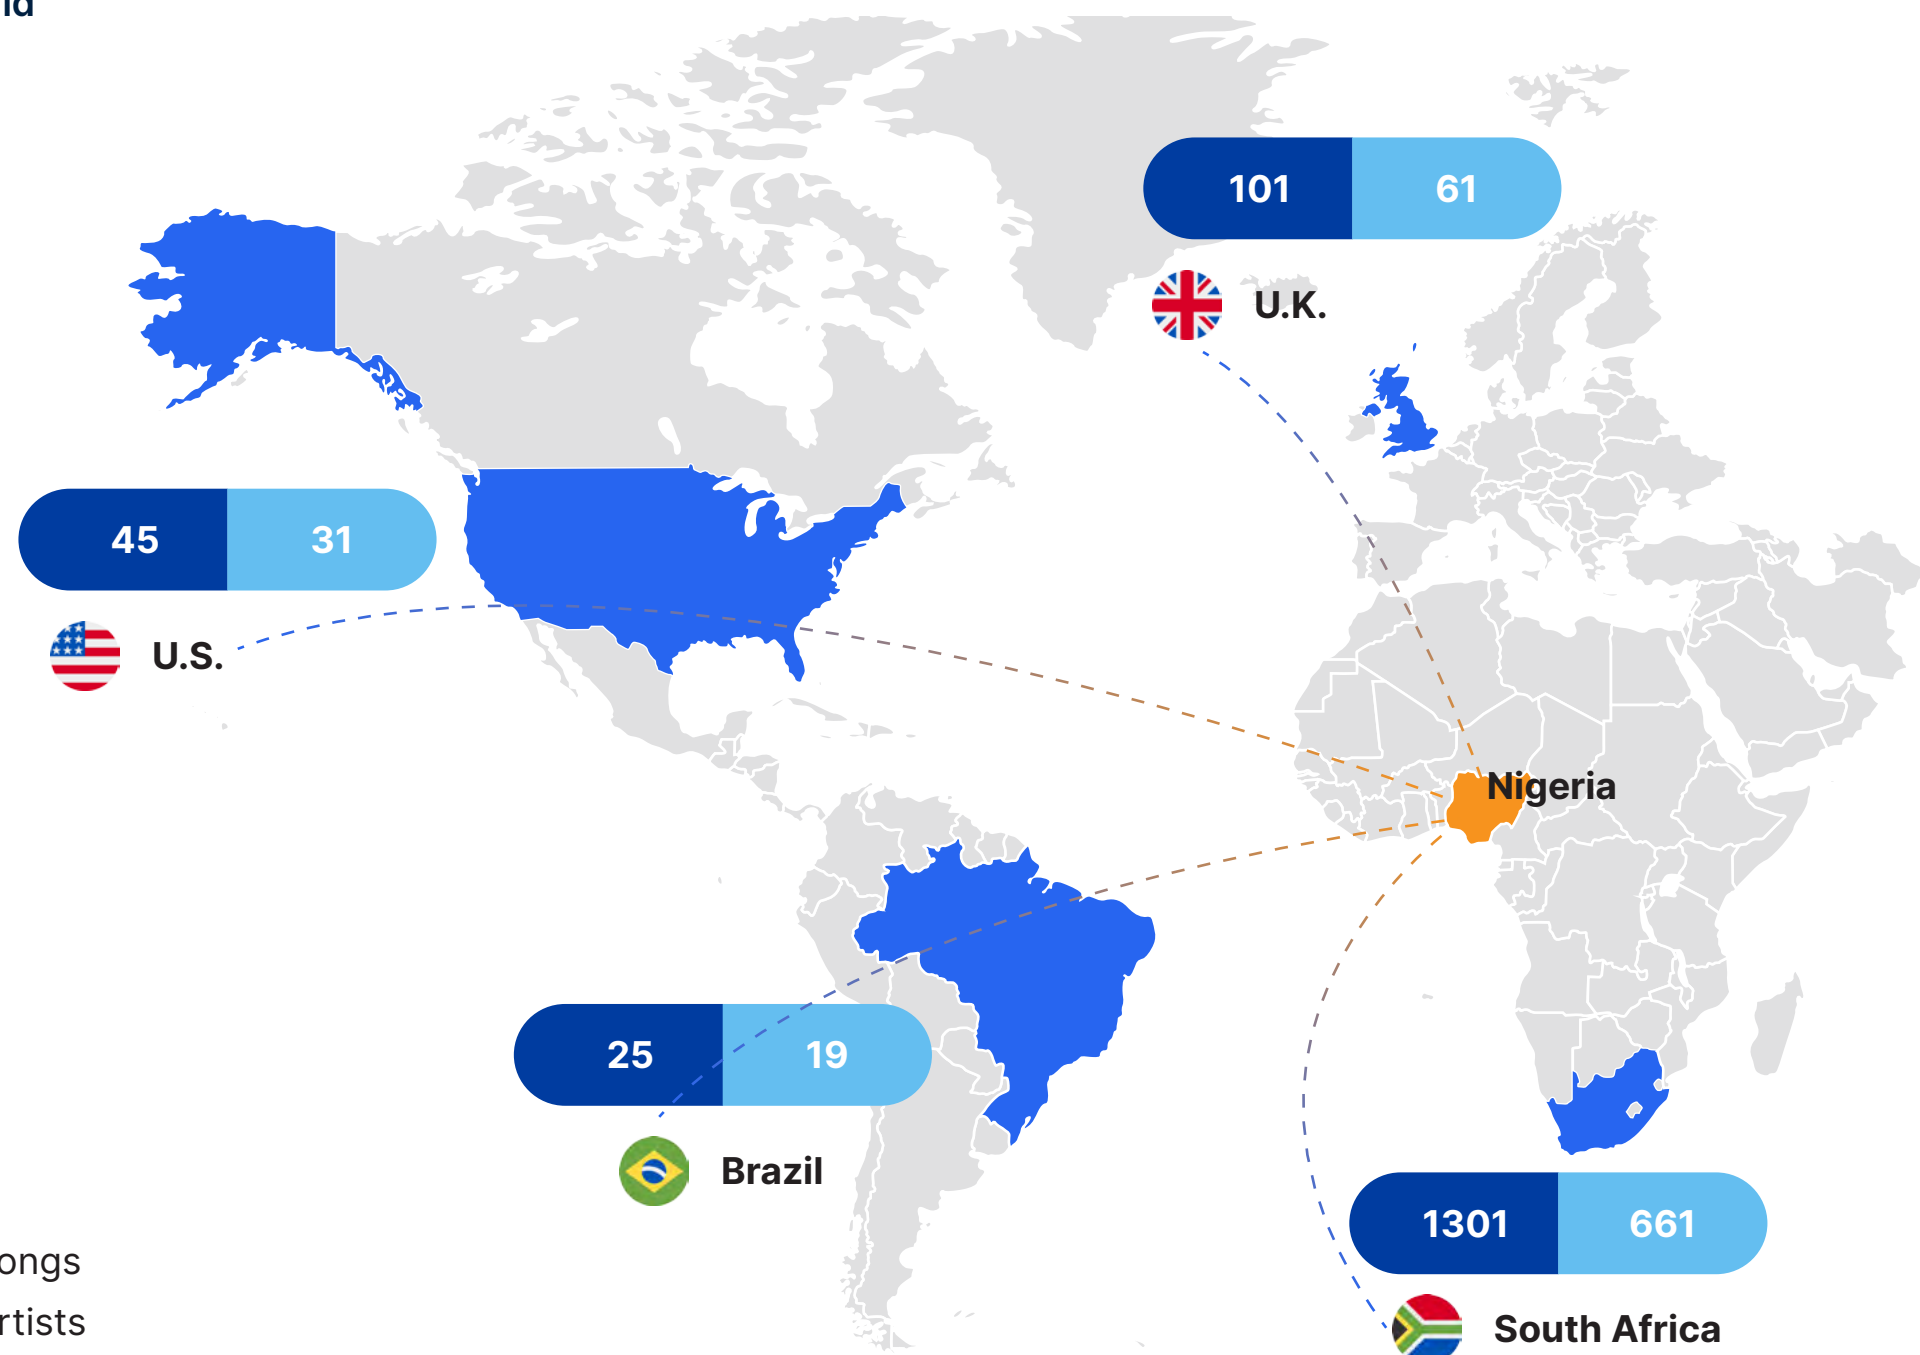 101 61
U.K.
45 31
U.S.
Nigeria
25 19
Brazil
1301 661
South Africa
ongs
rtists